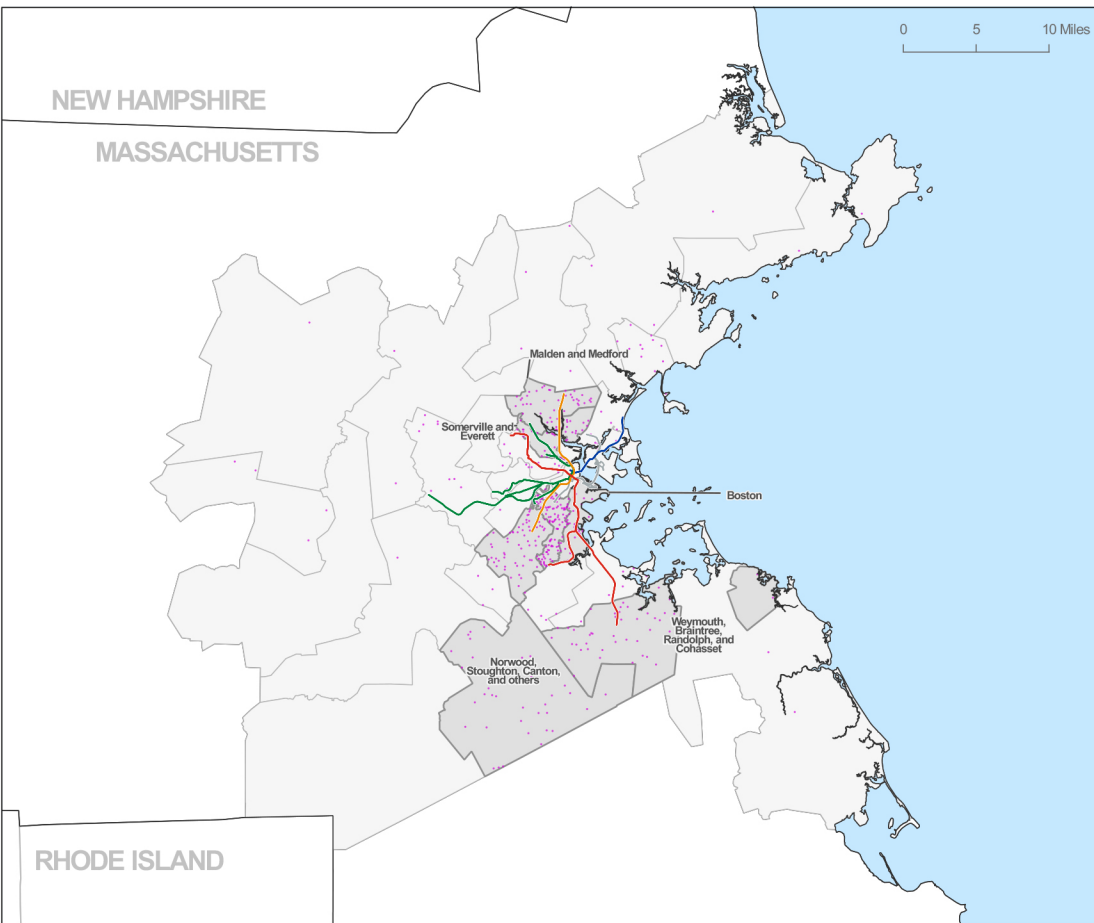 0 5 10 Miles
NEW HAMPSHIRE
MASSACHUSETTS
Malden and Medford
Somerville and
Everett
Boston
Weymouth,
Braintree,
Randolph, and
Cohasset
Norwood,
Stoughton, Canton,
and others
RHODE ISLAND